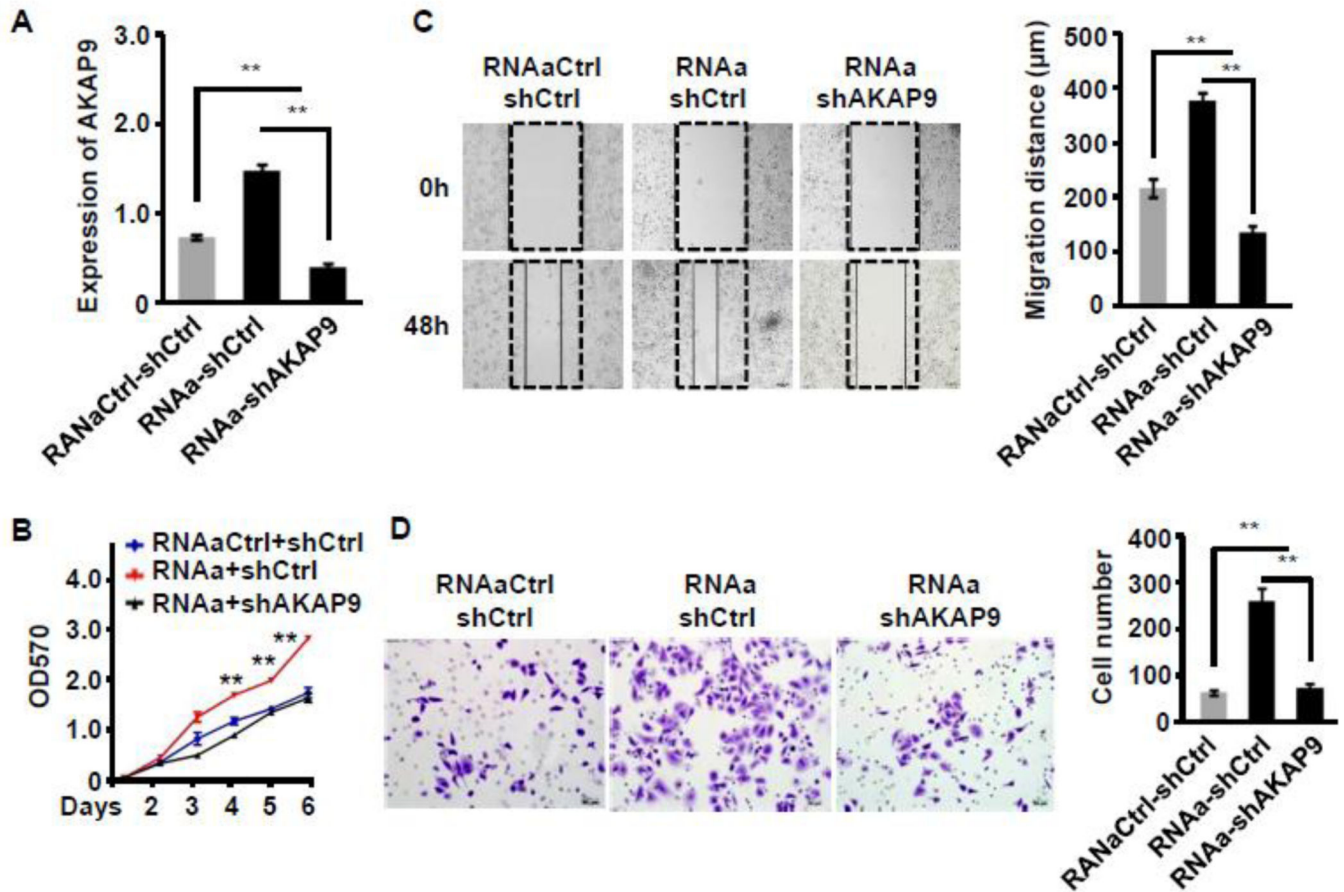 A
Expression of AKAP9
3.0
2.0
1.0
0
**
**
RANaCtrl-shCtrl
RNAa-shCtrl
RNAa-shAKAP9
C
RNAaCtrl
shCtrl
RNAa
shCtrl
RNAa
shAKAP9
0h
48h
Migration distance (µm)
500
400
300
200
100
0
**
**
RANaCtrl-shCtrl
RNAa-shCtrl
RNAa-shAKAP9
B
RNAaCtrl+shCtrl
RNAa+shCtrl
RNAa+shAKAP9
OD570
4.0
3.0
2.0
1.0
0
**
**
**
Days 2 3 4 5 6
D
RNAaCtrl
shCtrl
RNAa
shCtrl
RNAa
shAKAP9
Cell number
400
300
200
100
0
**
**
RANaCtrl-shCtrl
RNAa-shCtrl
RNAa-shAKAP9